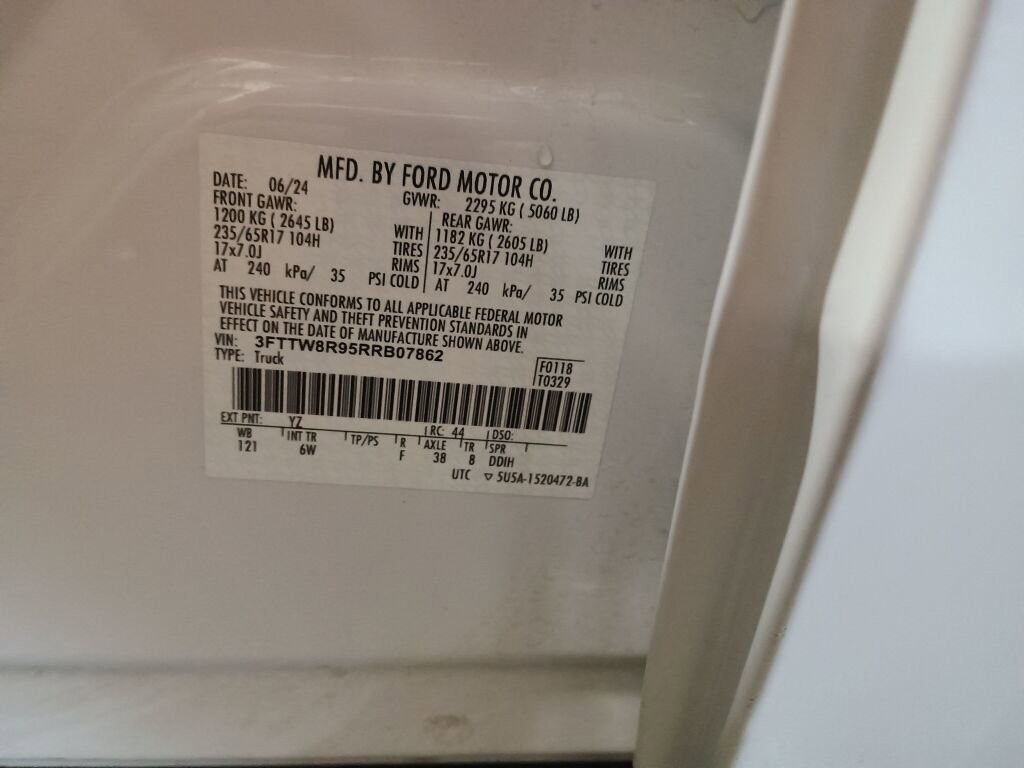 MFD. BY FORD MOTOR CO.
DATE: 06/24 GVWR: 2295 KG ( 5060 LB)
FRONT GAWR: REAR GAWR:
1200 KG ( 2645 LB) WITH 1182 KG ( 2605 LB) WITH
235/65R17 104H TIRES 235/65R17 104H TIRES
17x7.0J RIMS 17x7.0J RIMS
AT 240 kPa/ 35 PSI COLD AT 240 kPa/ 35 PSI COLD
THIS VEHICLE CONFORMS TO ALL APPLICABLE FEDERAL MOTOR
VEHICLE SAFETY AND THEFT PREVENTION STANDARDS IN
EFFECT ON THE DATE OF MANUFACTURE SHOWN ABOVE.
VIN: 3FTTW8R95RRB07862
TYPE: Truck
F0118
T0329
EXT PNT: YZ RC: 44 DSO:
WB INT TR TP/PS R AXLE TR SPR
121 6W F 38 8 DDIH
UTC ▽ 5U5A-1520472-BA